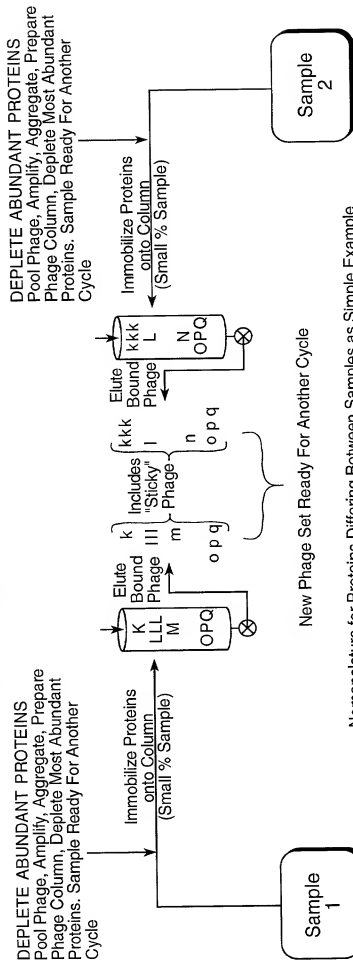 DEPLETE ABUNDANT PROTEINS
Pool Phage, Amplify, Aggregate, Prepare
Phage Column, Deplete Most Abundant
Proteins. Sample Ready For Another
Cycle
Immobilize Proteins
onto Column
(Small % Sample)
Sample
1
K
LLL
M
OPQ
Elute
Bound
Phage
k
l l l
m
o p q
Includes
"Sticky"
Phage
kkk
l
n
o p q
Elute
Bound
Phage
kkk
L
N
OPQ
DEPLETE ABUNDANT PROTEINS
Pool Phage, Amplify, Aggregate, Prepare
Phage Column, Deplete Most Abundant
Proteins. Sample Ready For Another
Cycle
Immobilize Proteins
onto Column
(Small % Sample)
Sample
2
New Phage Set Ready For Another Cycle
Nomenclature for Proteins Differing Between Samples as Simple Example